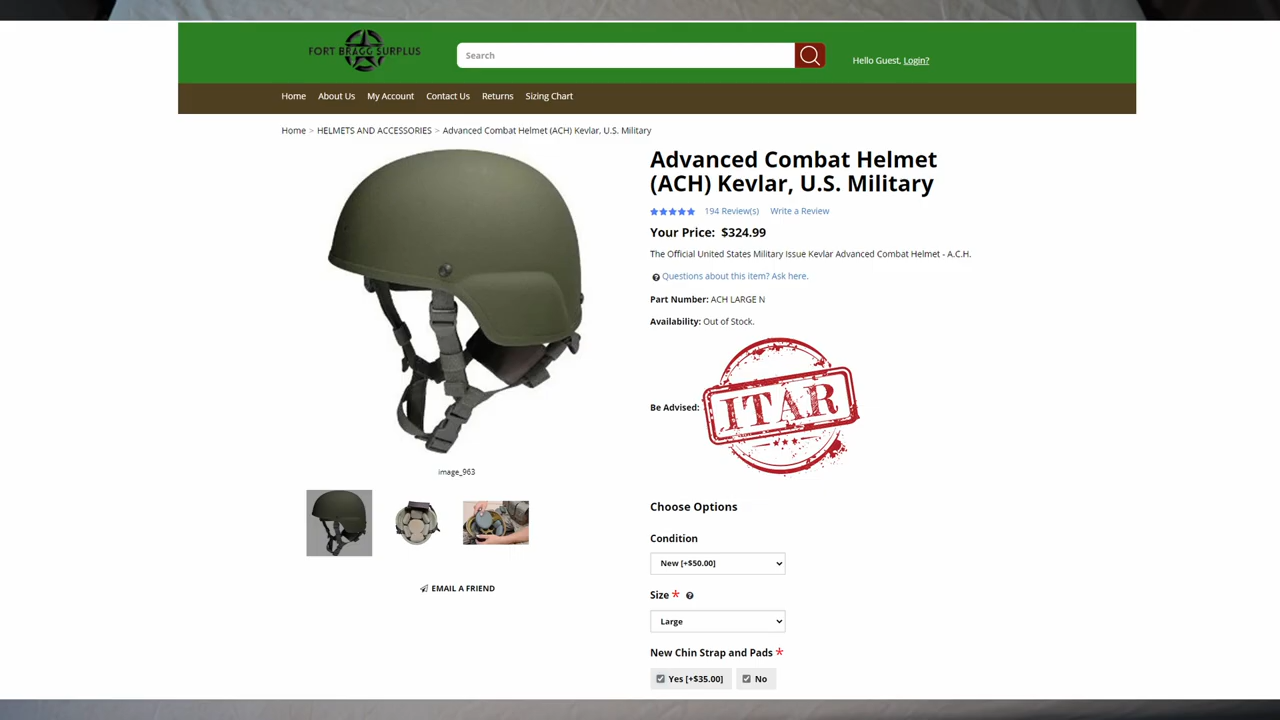 FORT BRAGG SURPLUS
Search
Hello Guest, Login?
Home About Us My Account Contact Us Returns Sizing Chart
Home > HELMETS AND ACCESSORIES > Advanced Combat Helmet (ACH) Kevlar, U.S. Military
Advanced Combat Helmet
(ACH) Kevlar, U.S. Military
194 Review(s) Write a Review
Your Price: $324.99
The Official United States Military Issue Kevlar Advanced Combat Helmet - A.C.H.
Questions about this item? Ask here.
Part Number: ACH LARGE N
Availability: Out of Stock.
Be Advised: ITAR
image_963
EMAIL A FRIEND
Choose Options
Condition
New [+$50.00]
Size * ?
Large
New Chin Strap and Pads *
Yes [+$35.00] No